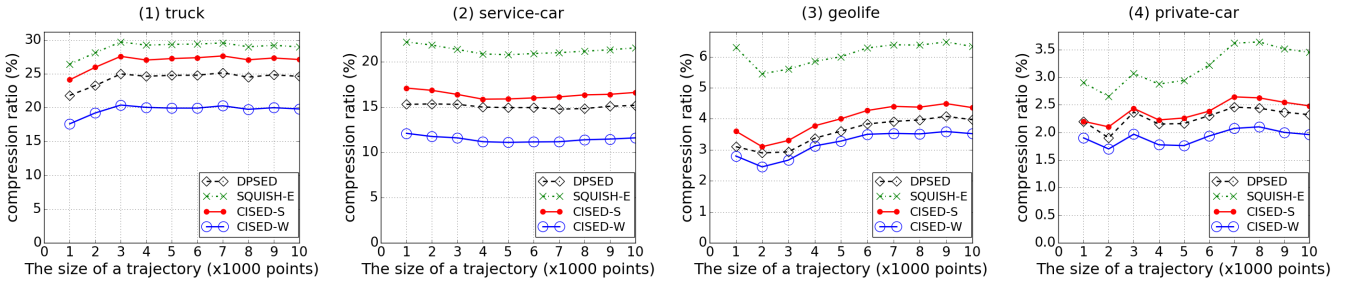 (1) truck
compression ratio (%)
30
25
20
15
10
5
0
0 1 2 3 4 5 6 7 8 9 10
The size of a trajectory (x1000 points)
DPSED
SQUISH-E
CISED-S
CISED-W
(2) service-car
compression ratio (%)
20
15
10
5
0
0 1 2 3 4 5 6 7 8 9 10
The size of a trajectory (x1000 points)
DPSED
SQUISH-E
CISED-S
CISED-W
(3) geolife
compression ratio (%)
6
5
4
3
2
1
0
0 1 2 3 4 5 6 7 8 9 10
The size of a trajectory (x1000 points)
DPSED
SQUISH-E
CISED-S
CISED-W
(4) private-car
compression ratio (%)
3.5
3.0
2.5
2.0
1.5
1.0
0.5
0.0
0 1 2 3 4 5 6 7 8 9 10
The size of a trajectory (x1000 points)
DPSED
SQUISH-E
CISED-S
CISED-W